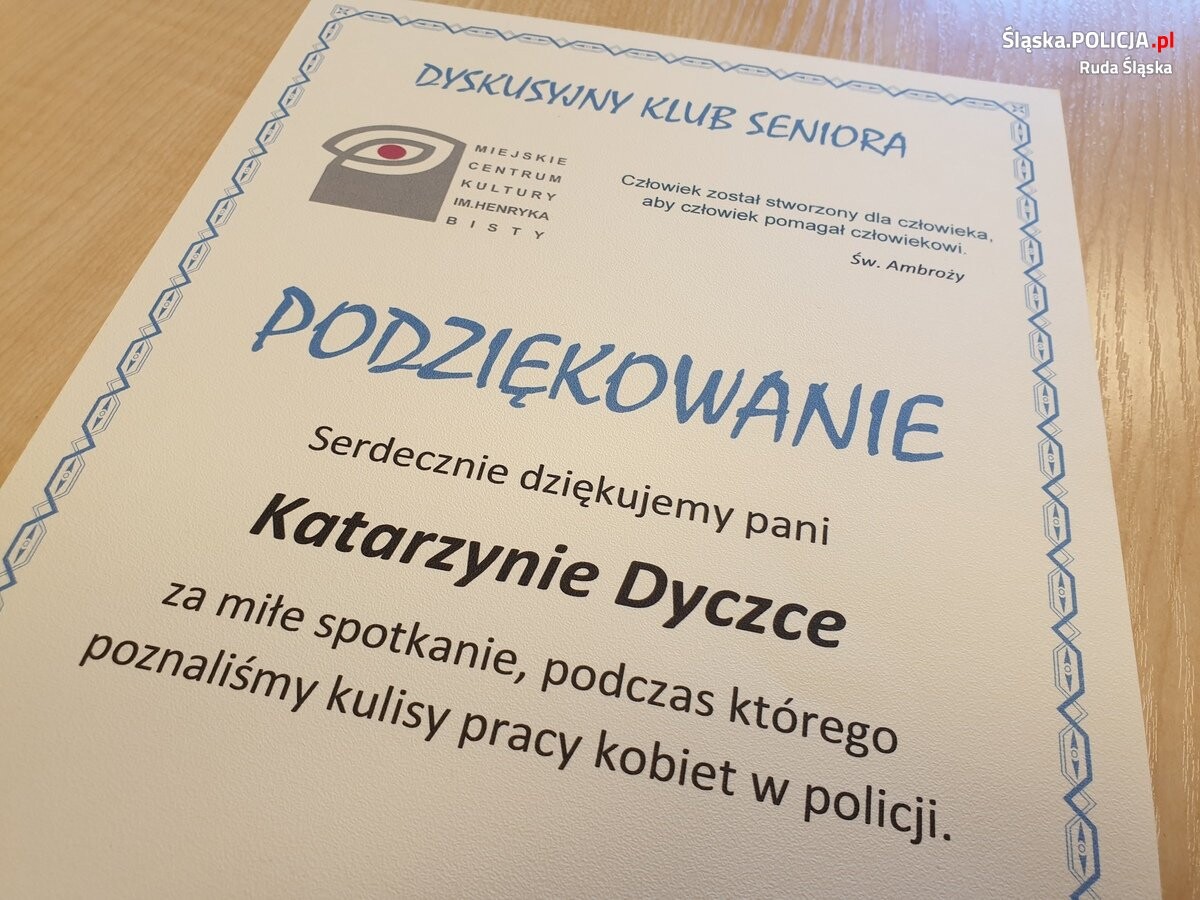 Śląska.POLICJA.pl
Ruda Śląska
DYSKUSYJNY KLUB SENIORA
MIEJSKIE
CENTRUM
KULTURY
IM.HENRYKA
BISTY
Człowiek został stworzony dla człowieka,
aby człowiek pomagał człowiekowi.
Św. Ambroży
PODZIĘKOWANIE
Serdecznie dziękujemy pani
Katarzynie Dyczce
za miłe spotkanie, podczas którego
poznaliśmy kulisy pracy kobiet w policji.